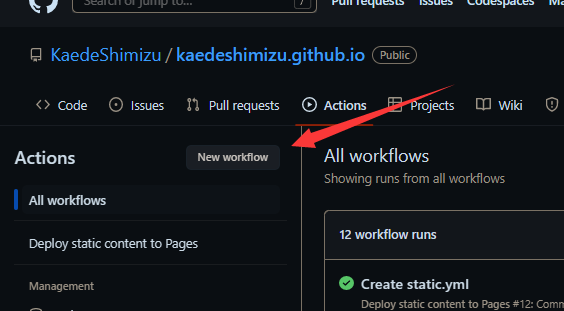 Search or jump to...
/
Pull requests Issues Codespaces
KaedeShimizu / kaedeshimizu.github.io Public
Code Issues Pull requests Actions Projects Wiki
Actions
New workflow
All workflows
Deploy static content to Pages
Management
All workflows
Showing runs from all workflows
12 workflow runs
Create static.yml
Deploy static content to Pages #12: